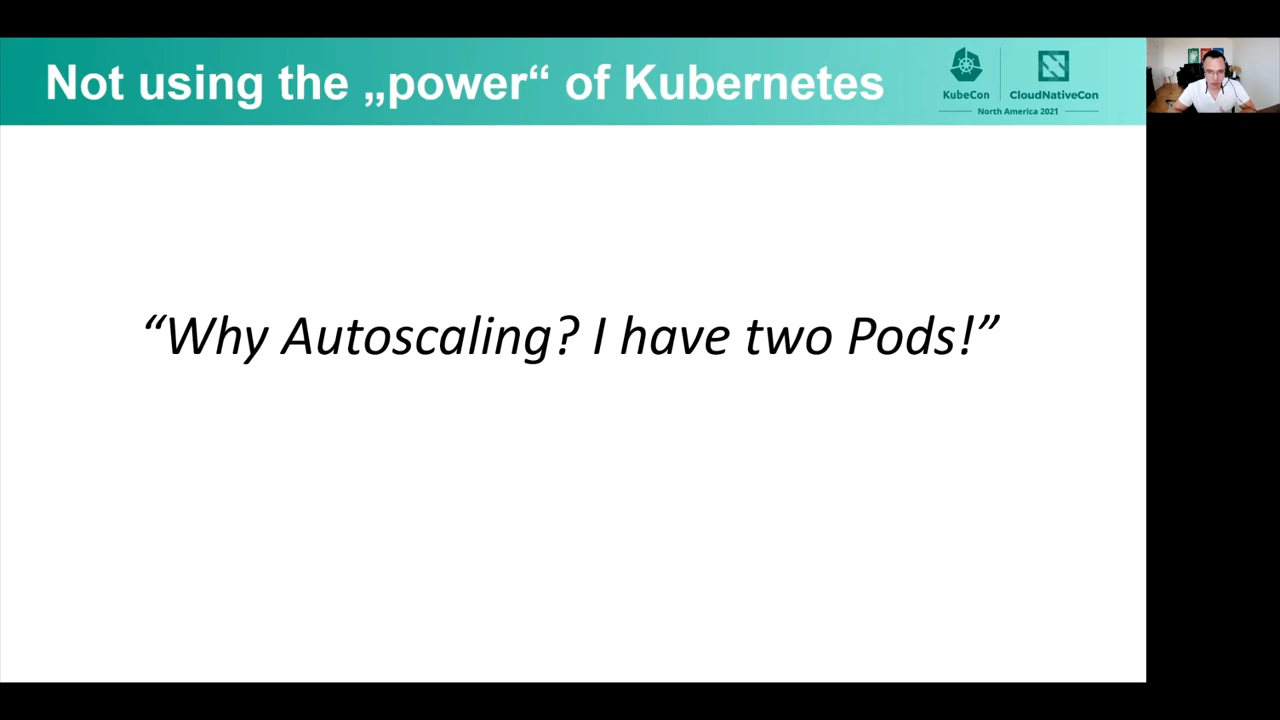 Not using the „power“ of Kubernetes
KubeCon
CloudNativeCon
North America 2021
“Why Autoscaling? I have two Pods!”